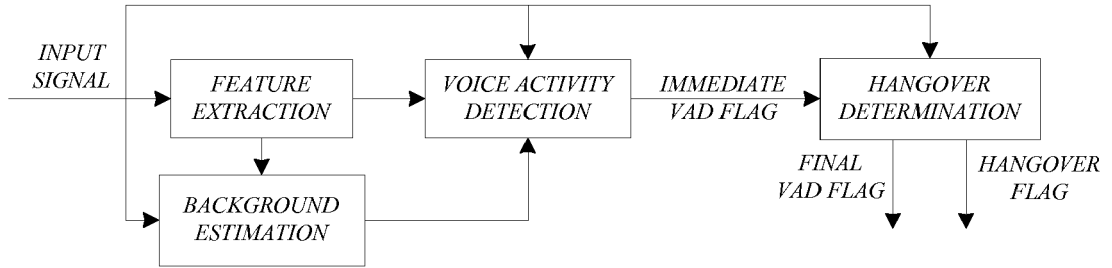 INPUT
SIGNAL
FEATURE
EXTRACTION
VOICE ACTIVITY
DETECTION
IMMEDIATE
VAD FLAG
HANGOVER
DETERMINATION
FINAL
VAD FLAG
HANGOVER
FLAG
BACKGROUND
ESTIMATION